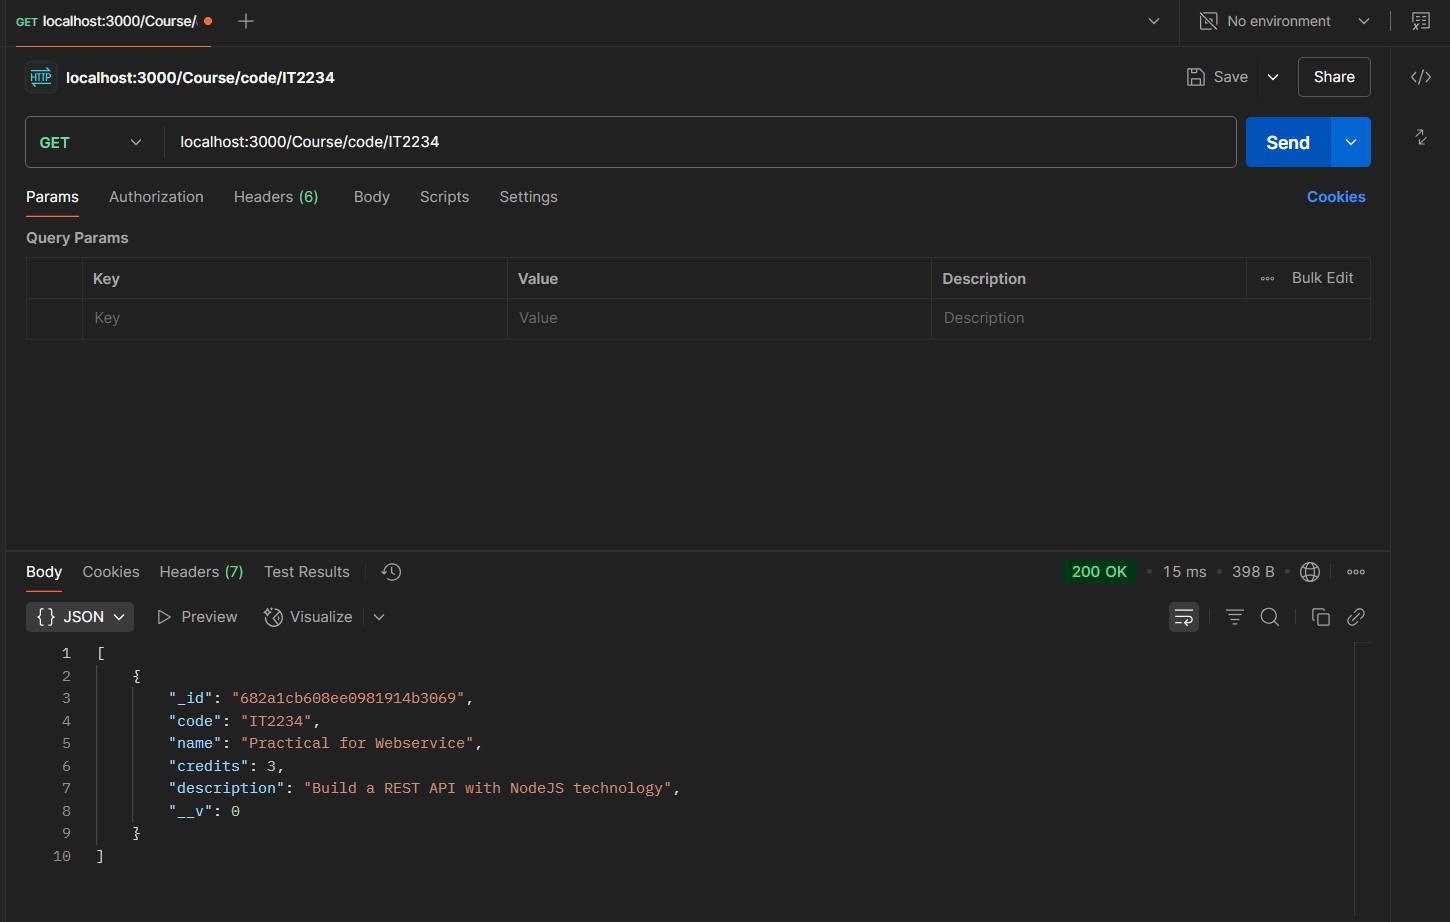 GET localhost:3000/Course/
No environment
HTTP localhost:3000/Course/code/IT2234
Save
Share
GET localhost:3000/Course/code/IT2234
Send
Params Authorization Headers (6) Body Scripts Settings Cookies
Query Params
Key Value Description Bulk Edit
Key Value Description
Body Cookies Headers (7) Test Results 200 OK • 15 ms • 398 B •
{} JSON Preview Visualize
1 [
2 {
3 "_id": "682a1cb608ee0981914b3069",
4 "code": "IT2234",
5 "name": "Practical for Webservice",
6 "credits": 3,
7 "description": "Build a REST API with NodeJS technology",
8 "__v": 0
9 }
10 ]